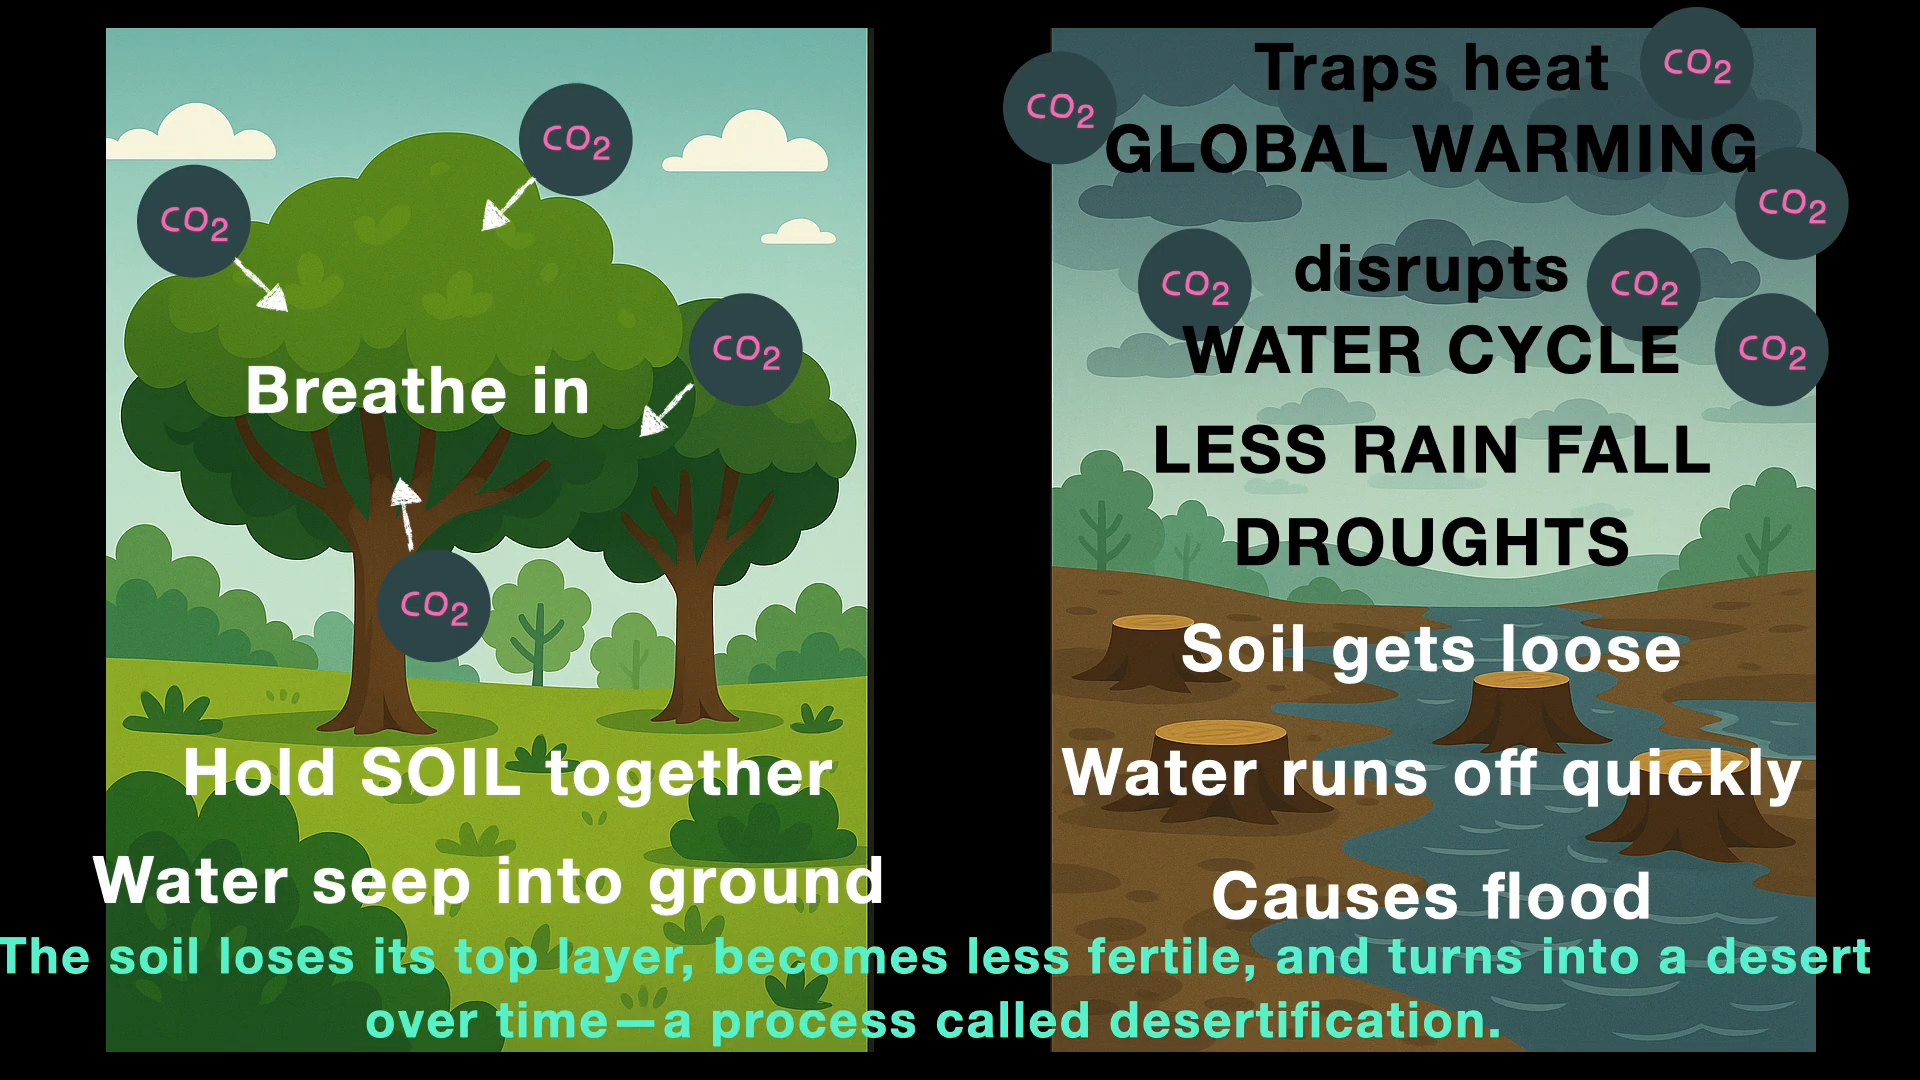 CO2
CO2
CO2
Breathe in
CO2
Hold SOIL together
Water seep into ground
Traps heat
CO2
CO2
GLOBAL WARMING
CO2
disrupts
CO2
CO2
WATER CYCLE
CO2
LESS RAIN FALL
DROUGHTS
Soil gets loose
Water runs off quickly
Causes flood
The soil loses its top layer, becomes less fertile, and turns into a desert
over time—a process called desertification.